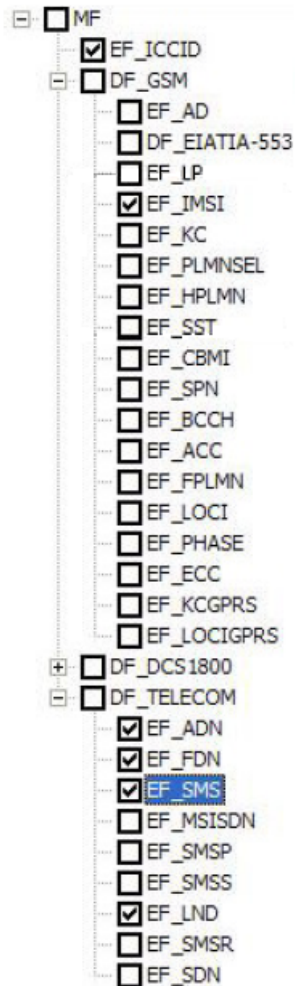 MF
EF_ICCID
DF_GSM
EF_AD
DF_EIATIA-553
EF_LP
EF_IMSI
EF_KC
EF_PLMNSEL
EF_HPLMN
EF_SST
EF_CBMI
EF_SPN
EF_BCCH
EF_ACC
EF_FPLMN
EF_LOCI
EF_PHASE
EF_ECC
EF_KCGPRS
EF_LOCIGPRS
DF_DCS1800
DF_TELECOM
EF_ADN
EF_FDN
EF_SMS
EF_MSISDN
EF_SMSP
EF_SMSS
EF_LND
EF_SMSR
EF_SDN